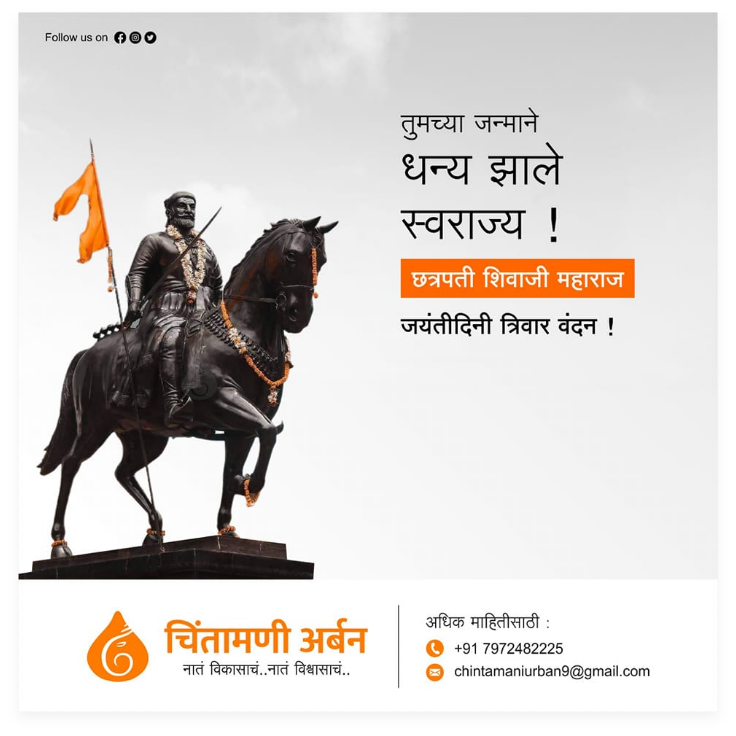 Follow us on
तुमच्या जन्माने
धन्य झाले
स्वराज्य !
छत्रपती शिवाजी महाराज
जयंतीदिनी त्रिवार वंदन !
चिंतामणी अर्बन
नातं विकासाचं..नातं विश्वासाचं..
अधिक माहितीसाठी :
+91 7972482225
chintamaniurban9@gmail.com